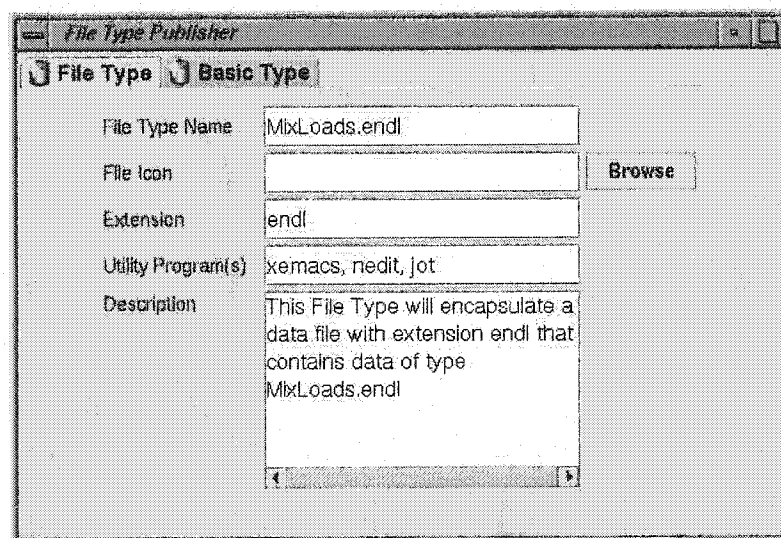 File Type Publisher
File Type Basic Type
File Type Name MixLoads.endl
File Icon Browse
Extension endl
Utility Program(s) xemacs, nedit, jot
Description This File Type will encapsulate a
data file with extension endl that
contains data of type
MixLoads.endl